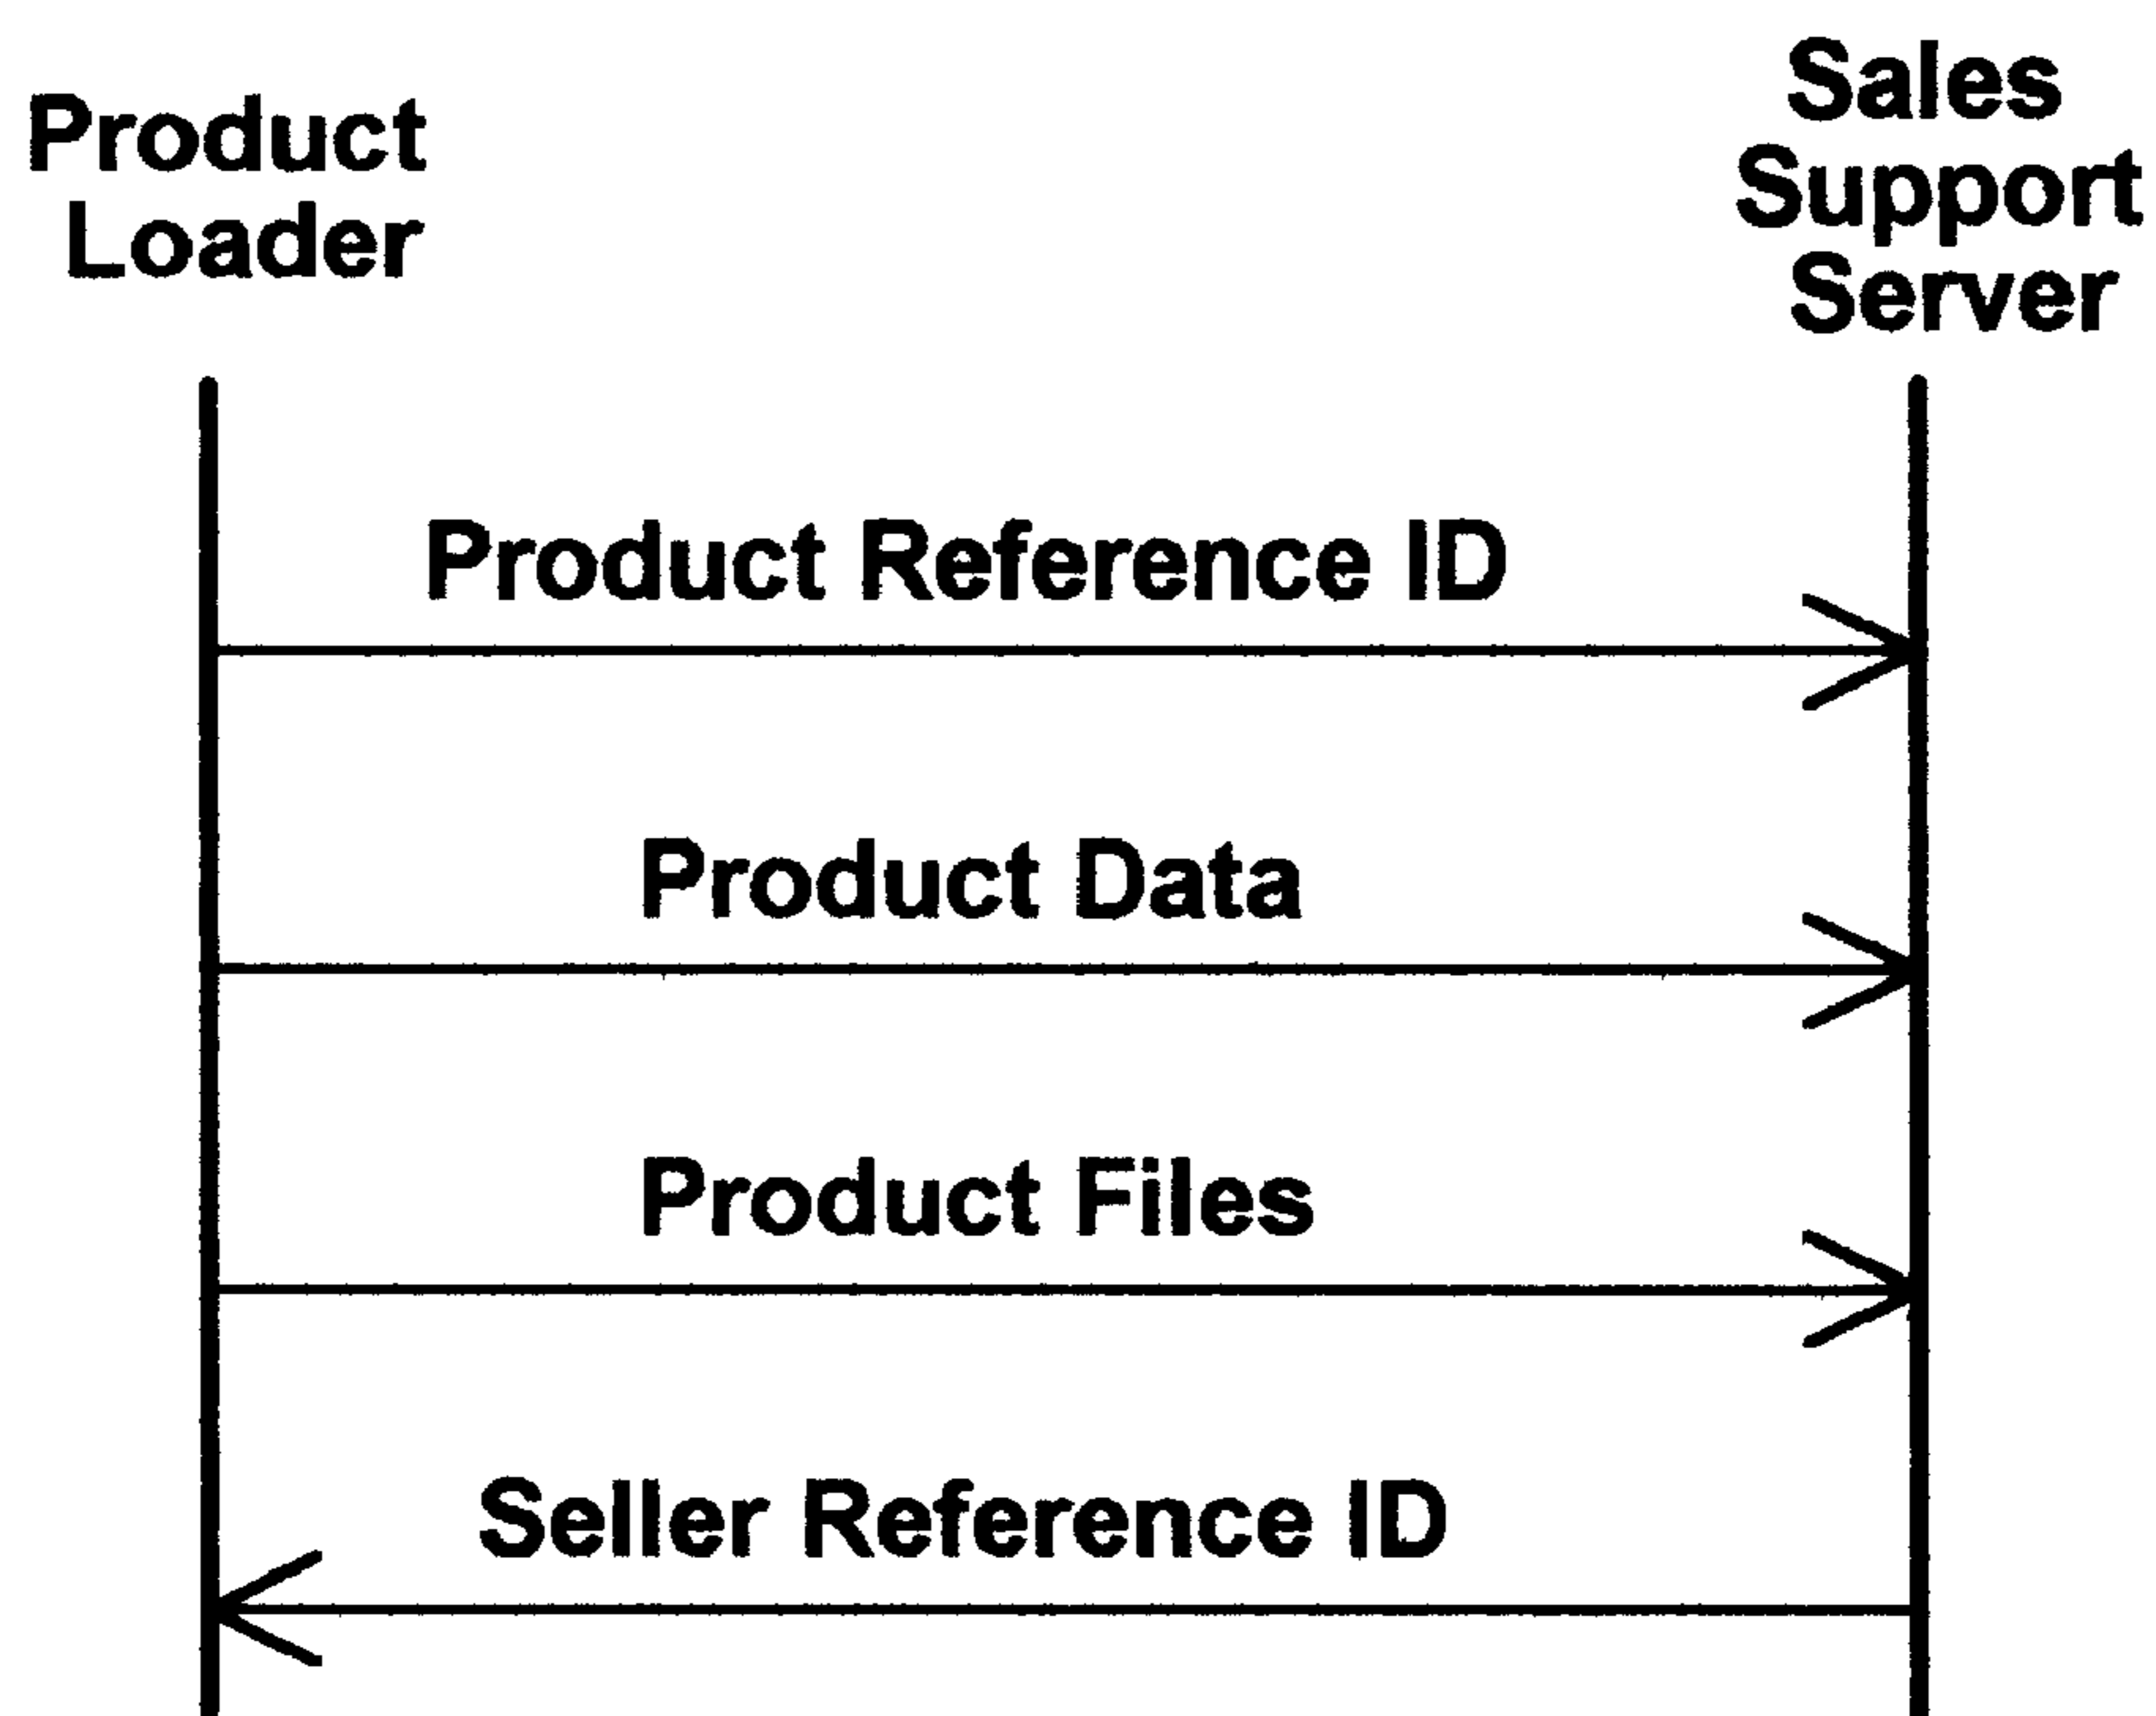 Product
Loader
Sales
Support
Server
Product Reference ID
Product Data
Product Files
Seller Reference ID